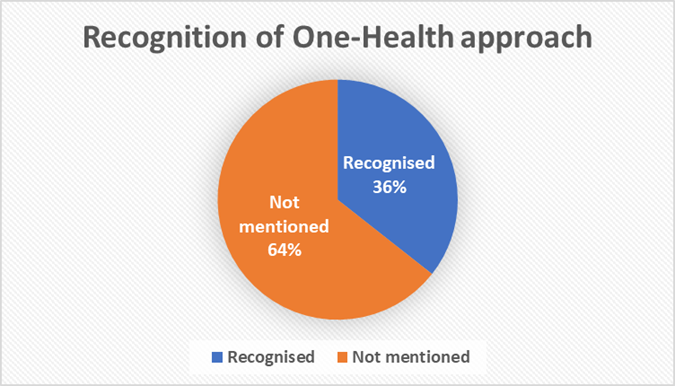 Recognition of One-Health approach
Recognised
36%
Not
mentioned
64%
Recognised
Not mentioned